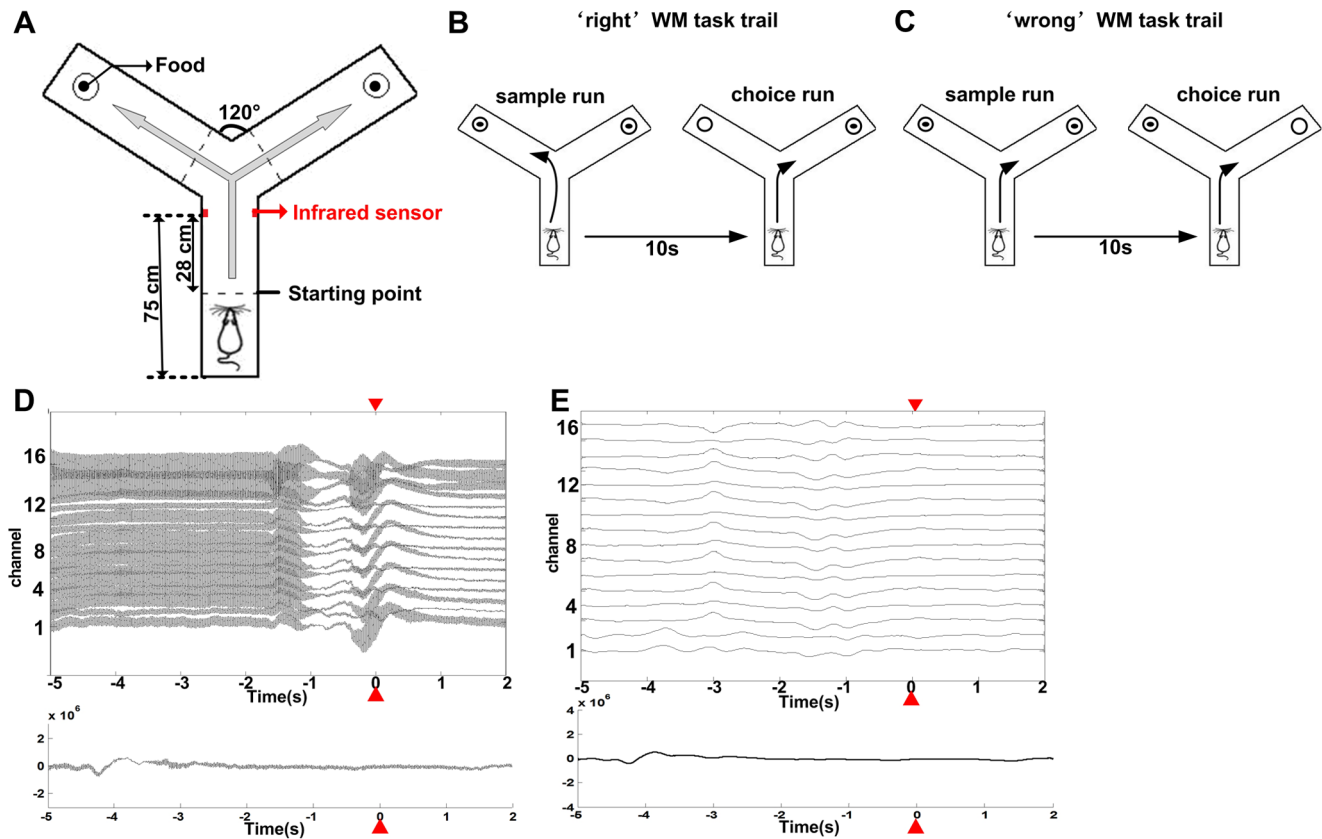 A
Food
120°
Infrared sensor
28 cm
75 cm
Starting point
B
‘right’ WM task trail
sample run
choice run
10s
C
‘wrong’ WM task trail
sample run
choice run
10s
D
16
12
8
4
1
channel
-5 -4 -3 -2 -1 0 1 2
Time(s)
x 10⁶
2
0
-2
-5 -4 -3 -2 -1 0 1 2
Time(s)
E
16
12
8
4
1
channel
-5 -4 -3 -2 -1 0 1 2
Time(s)
x 10⁶
4
2
0
-2
-4
-5 -4 -3 -2 -1 0 1 2
Time(s)